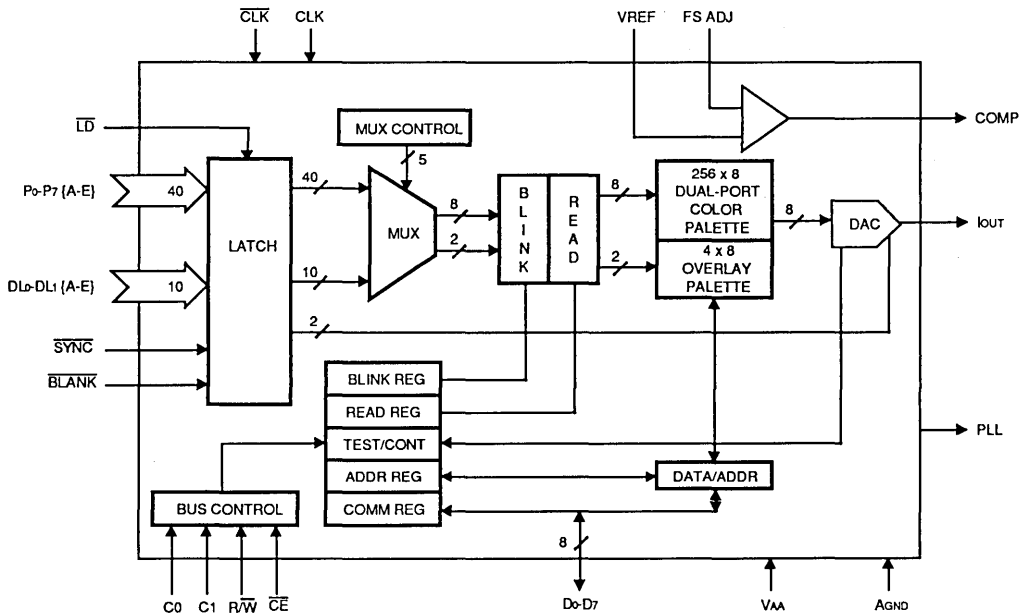 CLK CLK VREF FS ADJ
COMP
LD
MUX CONTROL
5
P0-P7 {A-E}
40
40
LATCH
MUX
8
2
BLINK
READ
8
2
256 x 8
DUAL-PORT
COLOR
PALETTE
4 x 8
OVERLAY
PALETTE
8
DAC
IOUT
DL0-DL1 {A-E}
10
10
2
SYNC
BLANK
BLINK REG
READ REG
TEST/CONT
ADDR REG
COMM REG
PLL
DATA/ADDR
BUS CONTROL
8
C0 C1 R/W CE D0-D7 VAA AGND